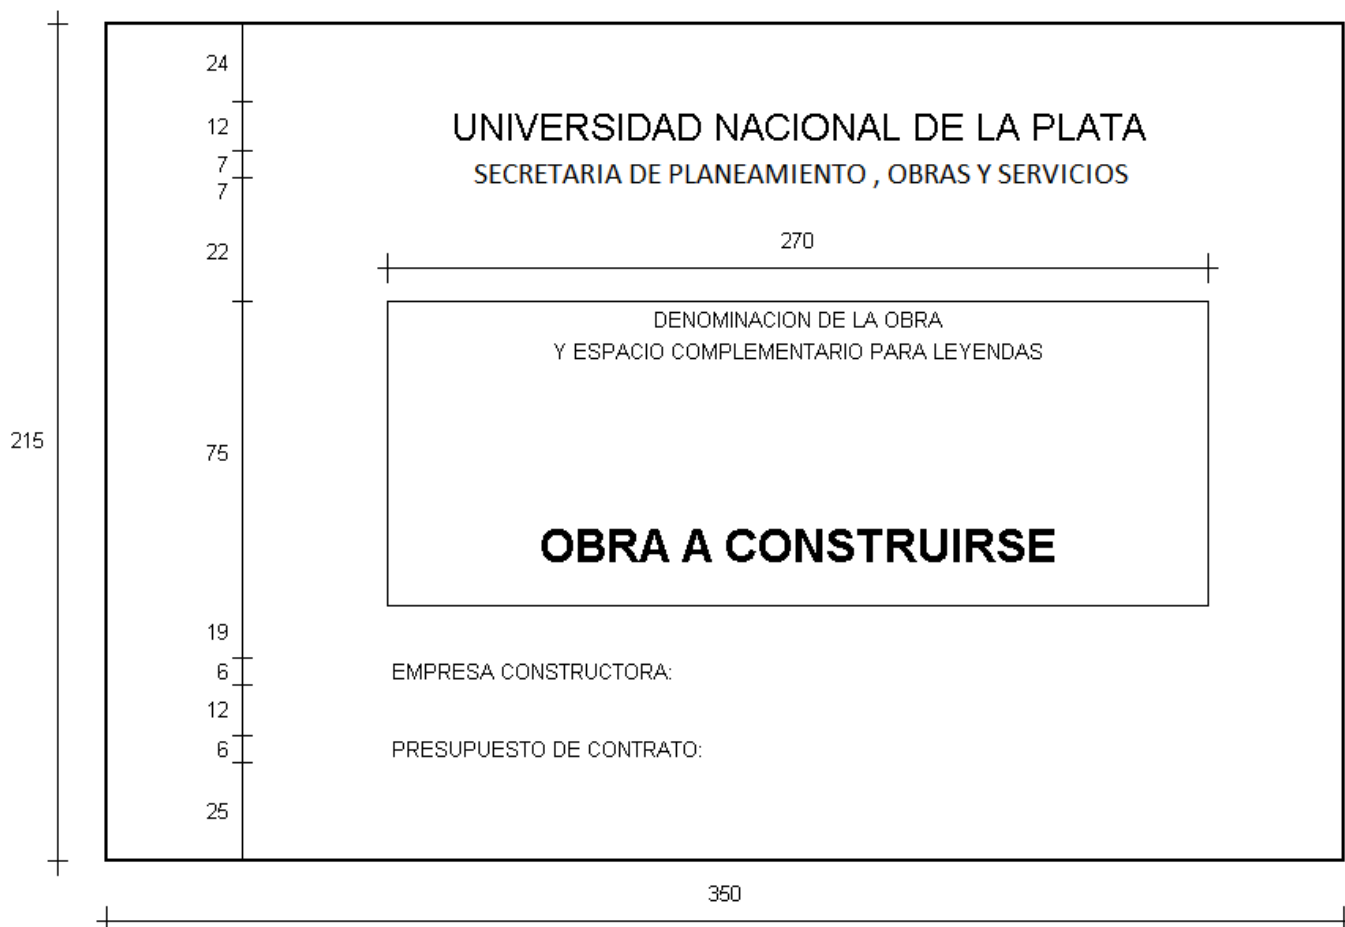 24
12
UNIVERSIDAD NACIONAL DE LA PLATA
7
SECRETARIA DE PLANEAMIENTO , OBRAS Y SERVICIOS
7
22
270
DENOMINACION DE LA OBRA
Y ESPACIO COMPLEMENTARIO PARA LEYENDAS
215
75
OBRA A CONSTRUIRSE
19
6
EMPRESA CONSTRUCTORA:
12
6
PRESUPUESTO DE CONTRATO:
25
350